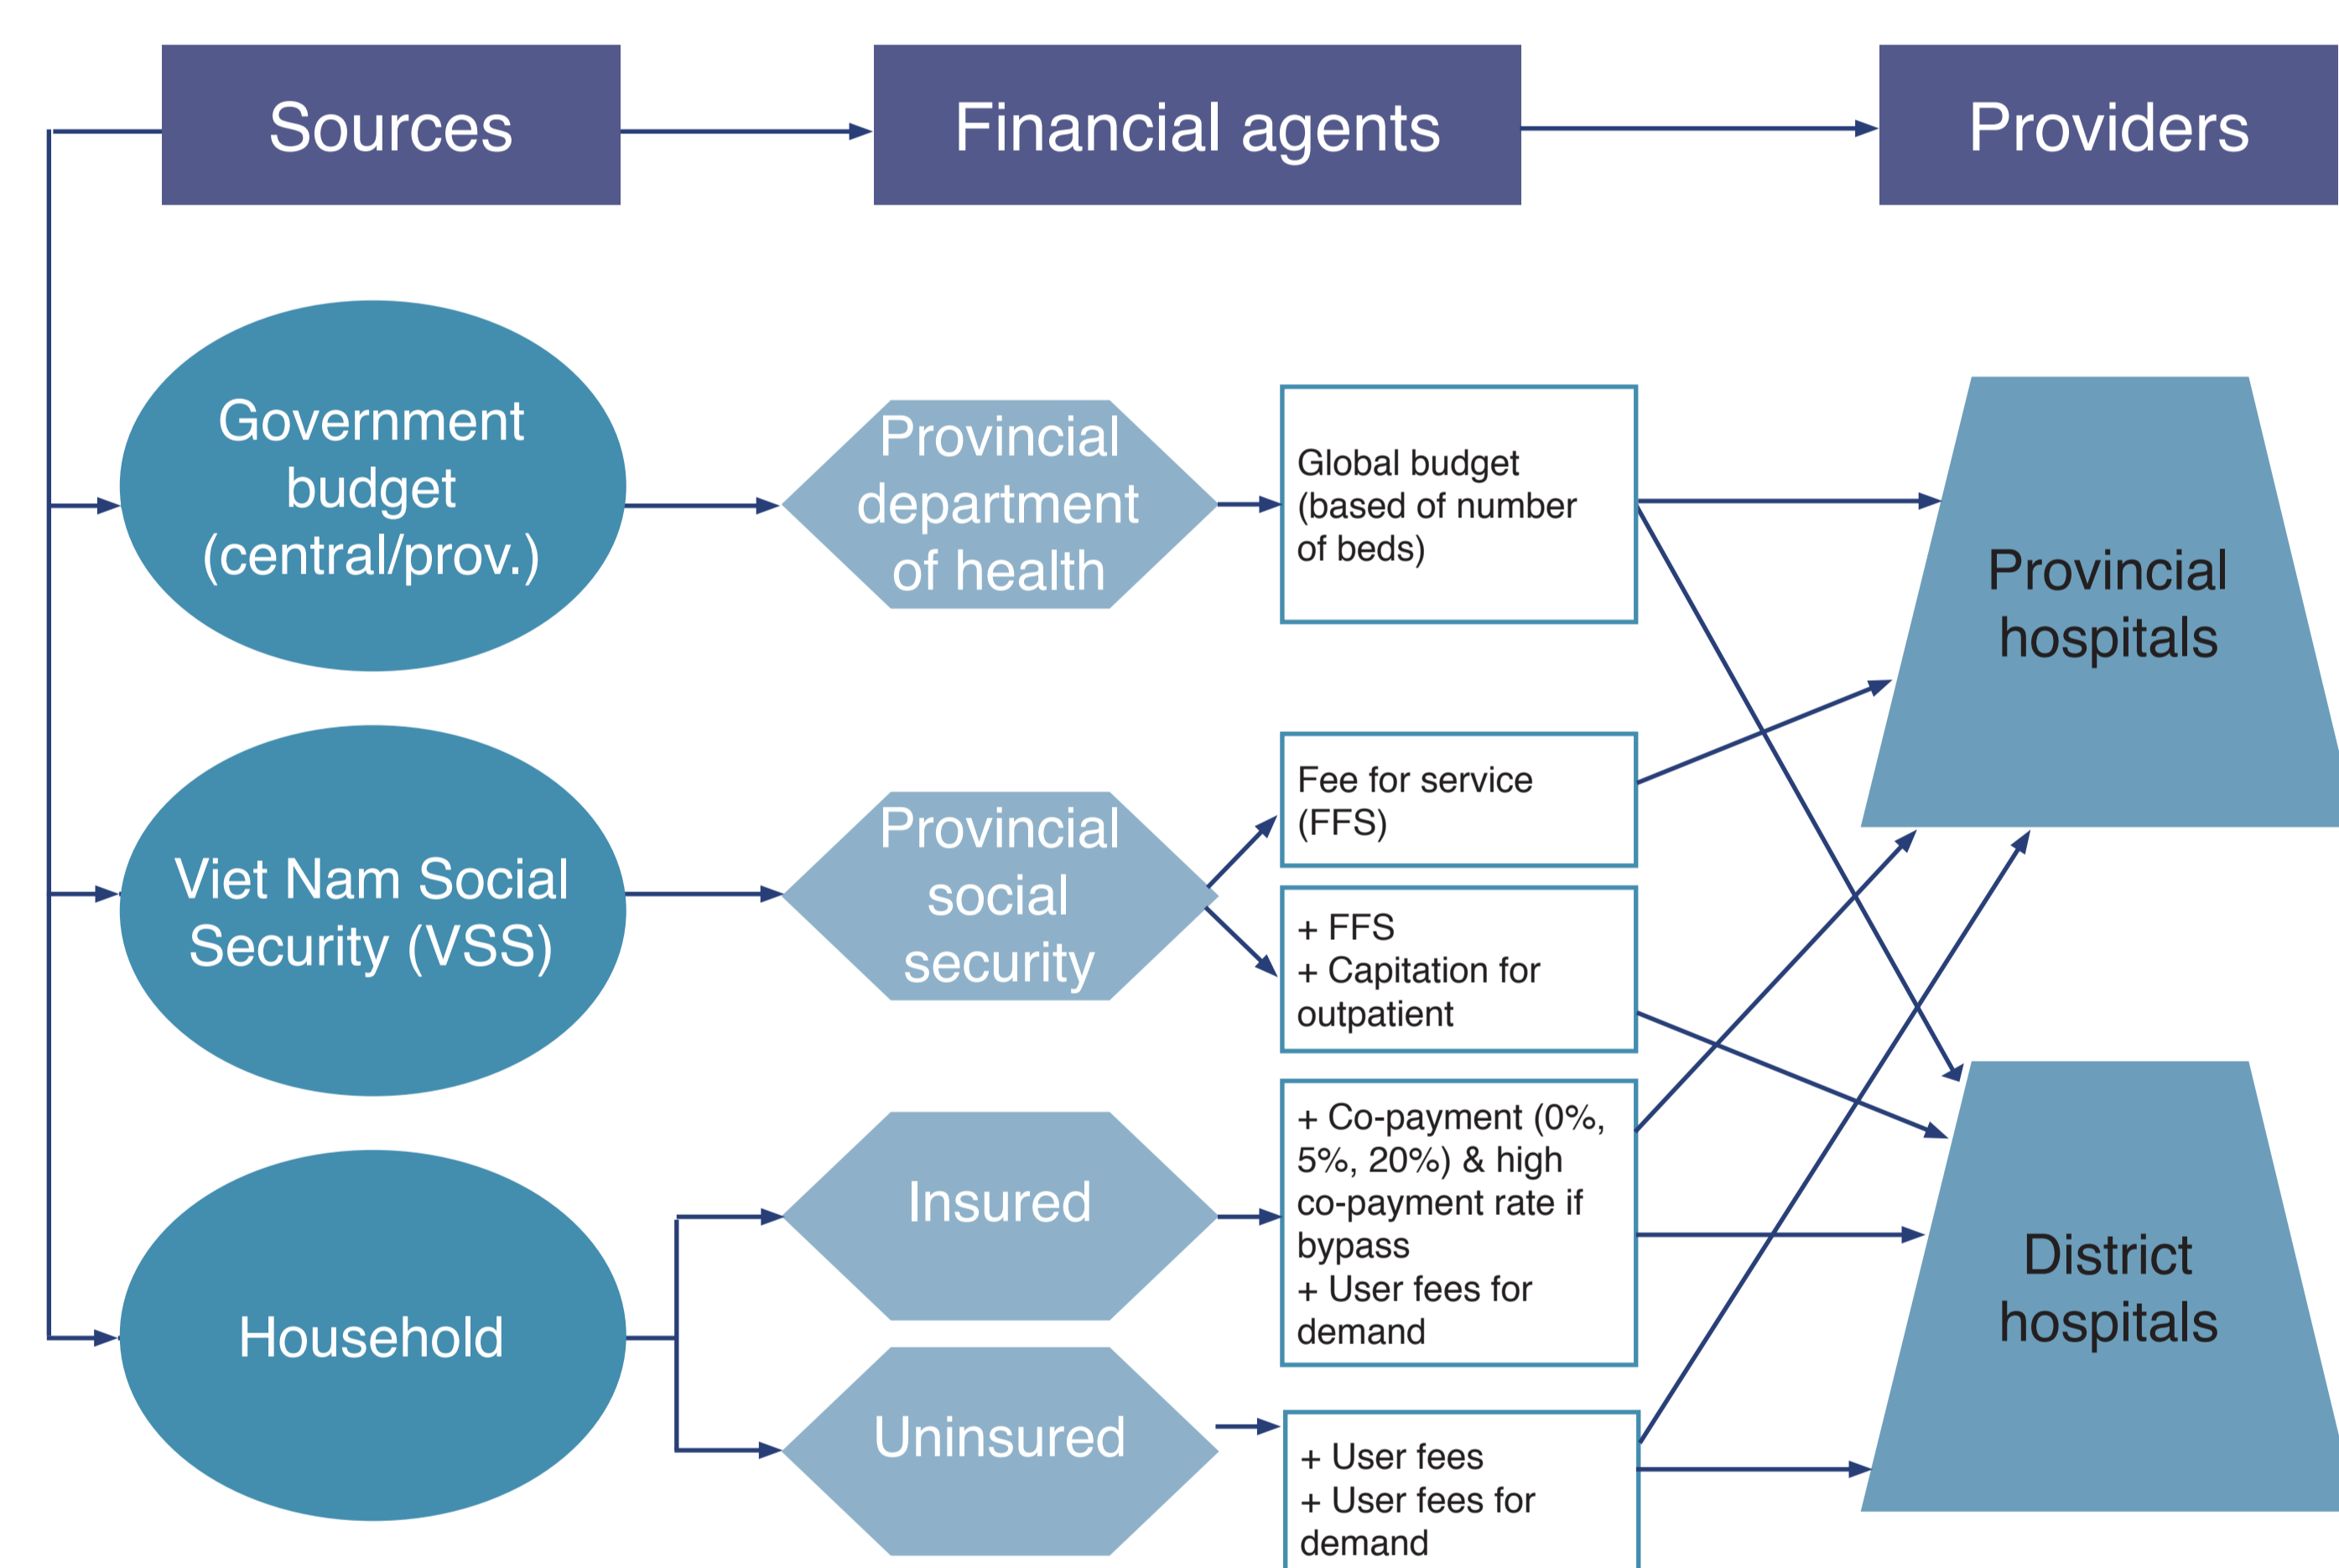 Sources
Financial agents
Providers
Government
budget
(central/prov.)
Provincial
department
of health
Global budget
(based of number
of beds)
Provincial
hospitals
Viet Nam Social
Security (VSS)
Provincial
social
security
Fee for service
(FFS)
+ FFS
+ Capitation for
outpatient
Household
Insured
+ Co-payment (0%,
5%, 20%) & high
co-payment rate if
bypass
+ User fees for
demand
District
hospitals
Uninsured
+ User fees
+ User fees for
demand